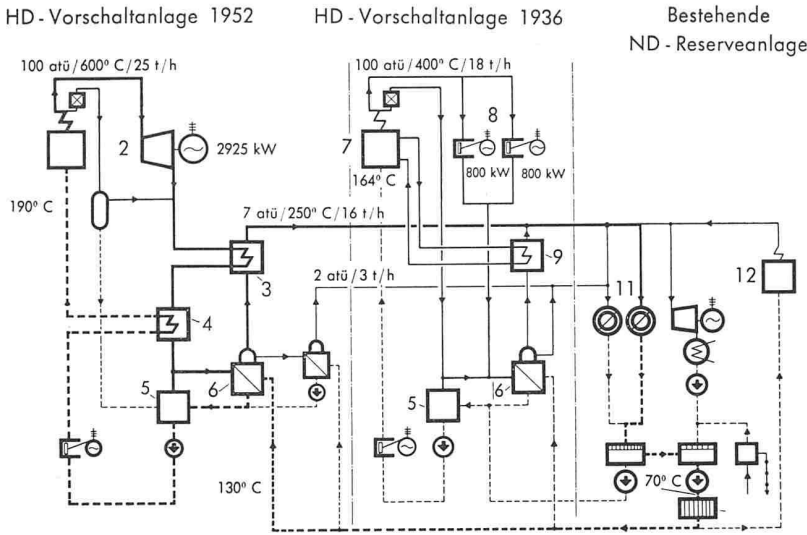 HD - Vorschaltanlage 1952
HD - Vorschaltanlage 1936
Bestehende
ND - Reserveanlage
100 atü/600° C/25 t/h
100 atü/400° C/18 t/h
2
2925 kW
7
8
800 kW
800 kW
164° C
190° C
7 atü/250° C/16 t/h
3
9
12
2 atü/3 t/h
11
4
5
6
5
6
130° C
70° C